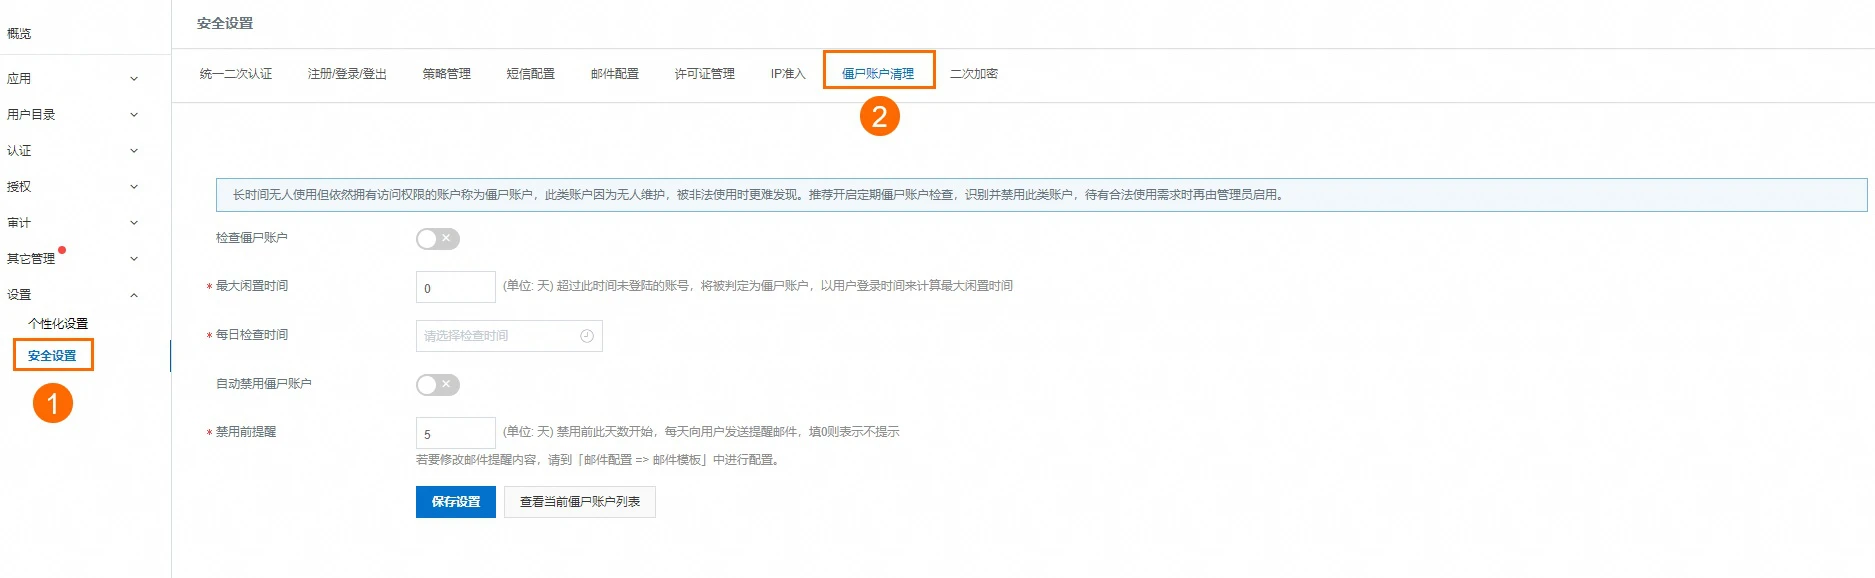 概览
应用
用户目录
认证
授权
审计
其它管理
设置
个性化设置
安全设置
1
安全设置
统一二次认证 注册/登录/登出 策略管理 短信配置 邮件配置 许可证管理 IP准入 僵尸账户清理 二次加密
2
长时间无人使用但依然拥有访问权限的账户称为僵尸账户，此类账户因为无人维护，被非法使用时更难发现。推荐开启定期僵尸账户检查，识别并禁用此类账户，待有合法使用需求时再由管理员启用。
检查僵尸账户
* 最大闲置时间 0 (单位: 天) 超过此时间未登陆的账号，将被判定为僵尸账户，以用户登录时间来计算最大闲置时间
* 每日检查时间 请选择检查时间
自动禁用僵尸账户
* 禁用前提醒 5 (单位: 天) 禁用前此天数开始，每天向用户发送提醒邮件，填0则表示不提示
若要修改邮件提醒内容，请到「邮件配置 => 邮件模板」中进行配置。
保存设置 查看当前僵尸账户列表